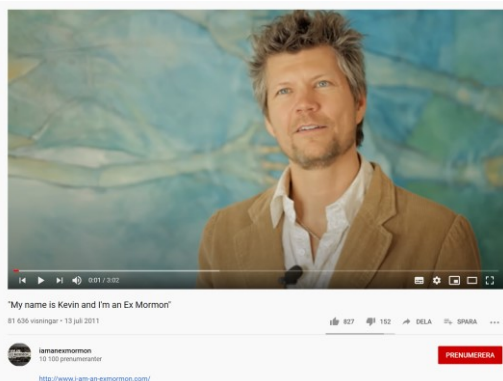 0:01 / 3:02
"My name is Kevin and I'm an Ex Mormon"
81 636 visningar • 13 juli 2011
827 152 DELA SPARA
iamanexmormon
10 100 prenumeranter
PRENUMERERA
http://www.i-am-an-exmormon.com/